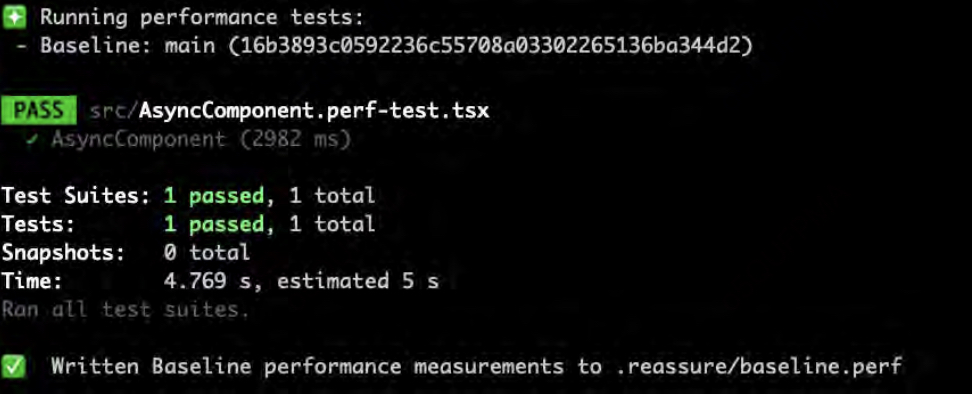 Running performance tests:
- Baseline: main (16b3893c0592236c55708a03302265136ba344d2)
PASS src/AsyncComponent.perf-test.tsx
✓ AsyncComponent (2982 ms)
Test Suites: 1 passed, 1 total
Tests: 1 passed, 1 total
Snapshots: 0 total
Time: 4.769 s, estimated 5 s
Ran all test suites.
✅ Written Baseline performance measurements to .reassure/baseline.perf